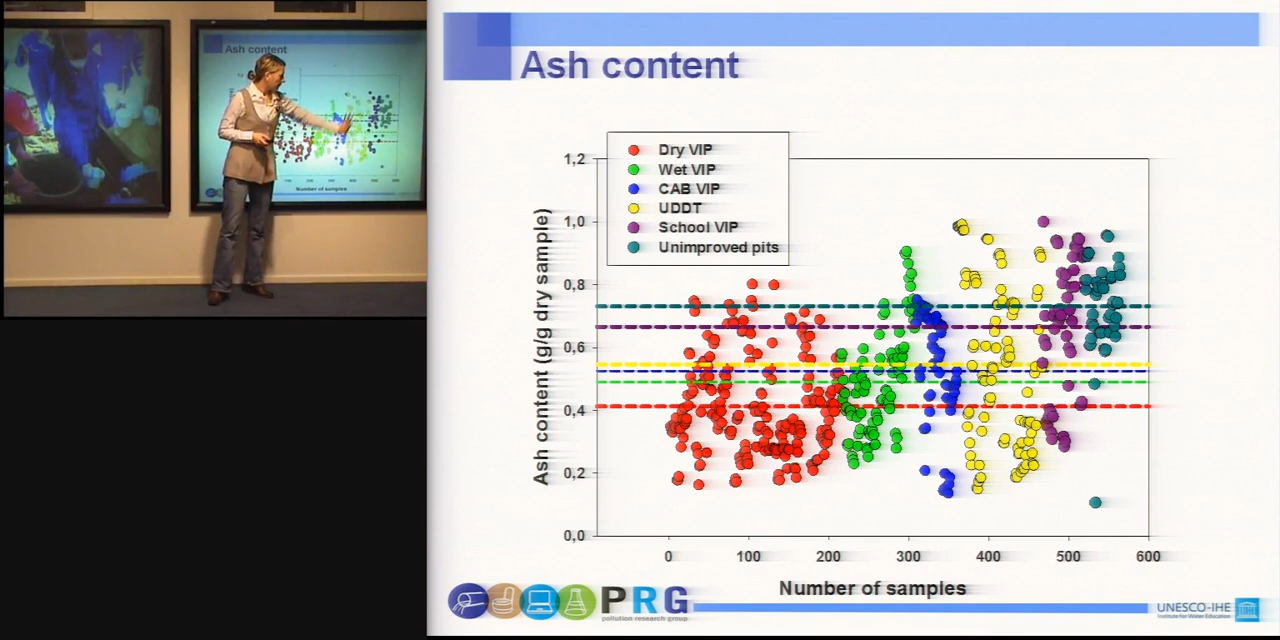 Ash content
Number of samples
Ash content
Dry VIP
Wet VIP
CAB VIP
UDDT
School VIP
Unimproved pits
Ash content (g/g dry sample)
1,2
1,0
0,8
0,6
0,4
0,2
0,0
0 100 200 300 400 500 600
Number of samples
PRG
pollution research group
UNESCO-IHE
Institute for Water Education